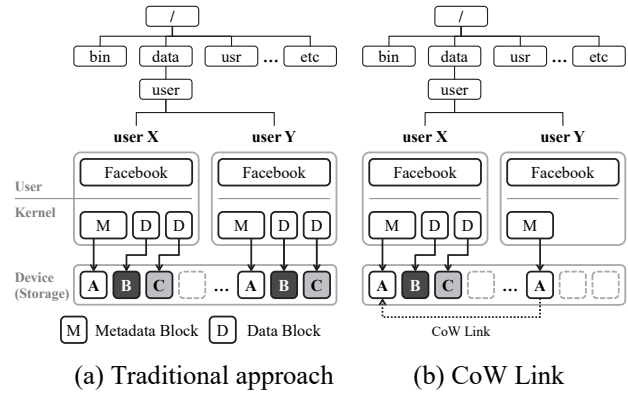 / /
bin data usr ... etc bin data usr ... etc
user user
user X user Y user X user Y
Facebook Facebook Facebook Facebook
User
Kernel
M D D M D D M D D M
Device
(Storage)
A B C ... A B C A B C ... A
M Metadata Block D Data Block CoW Link
(a) Traditional approach (b) CoW Link